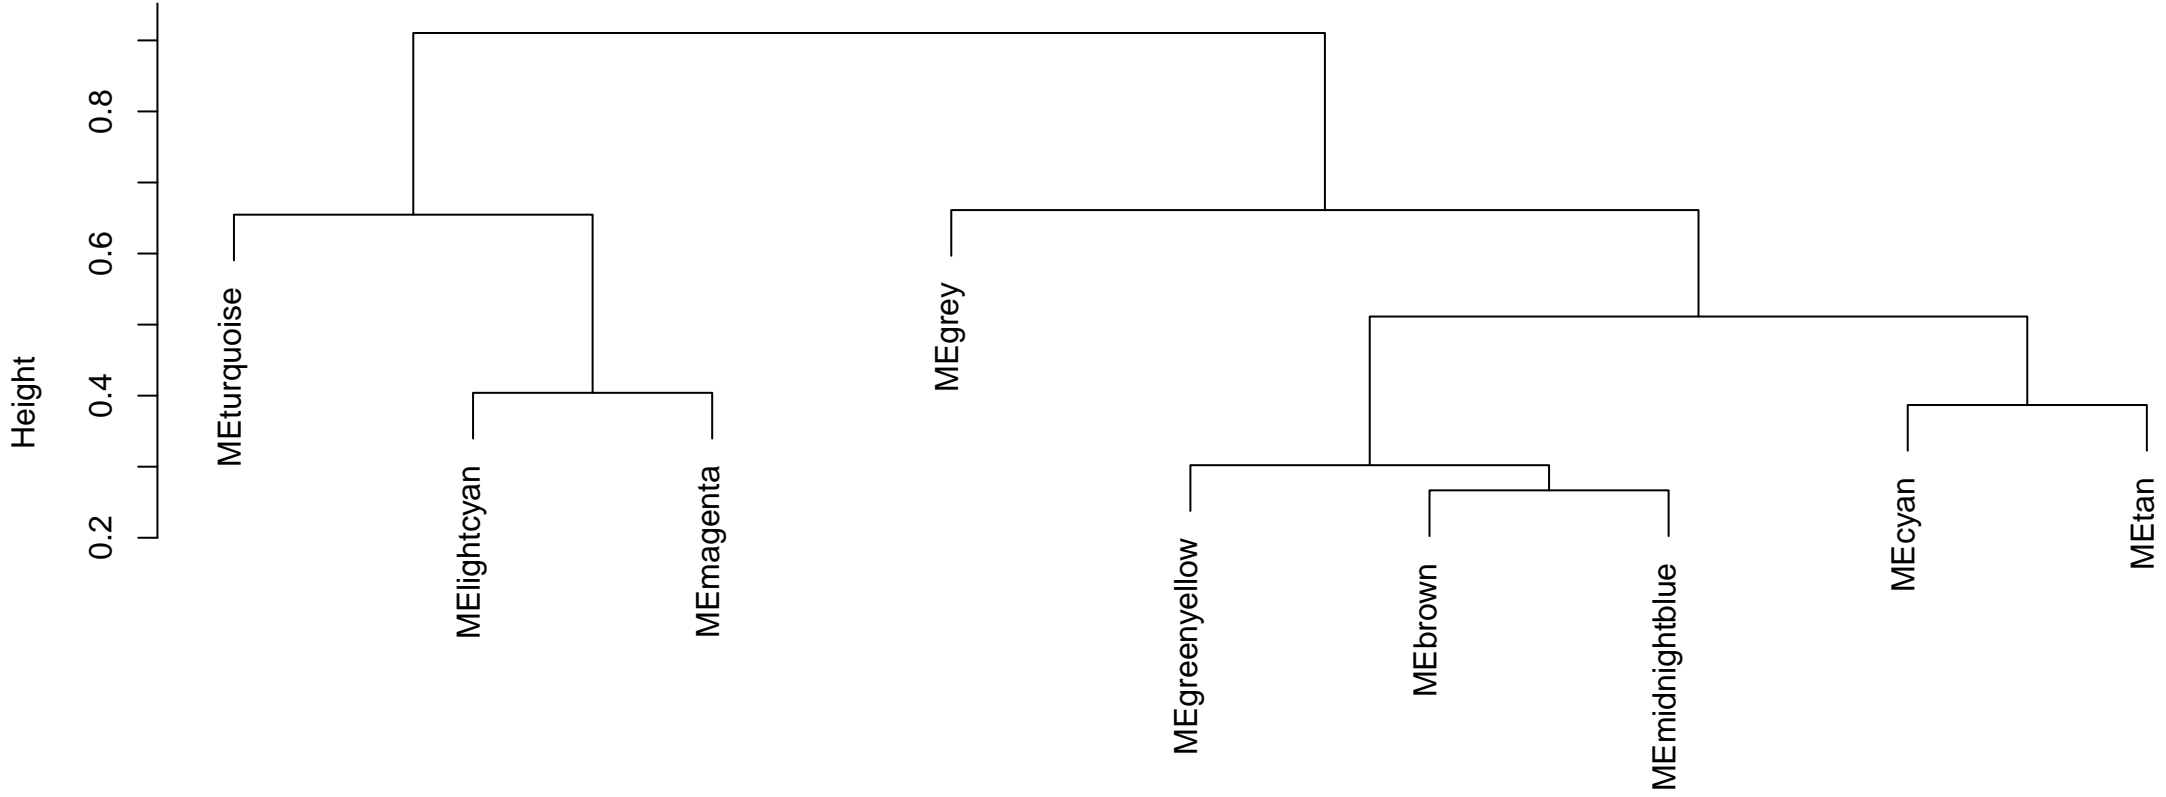 Height
0.8
0.6
0.4
0.2
MEturquoise
MElightcyan
MEmagenta
MEgrey
MEgreenyellow
MEbrown
MEmidnightblue
MEcyan
MEtan